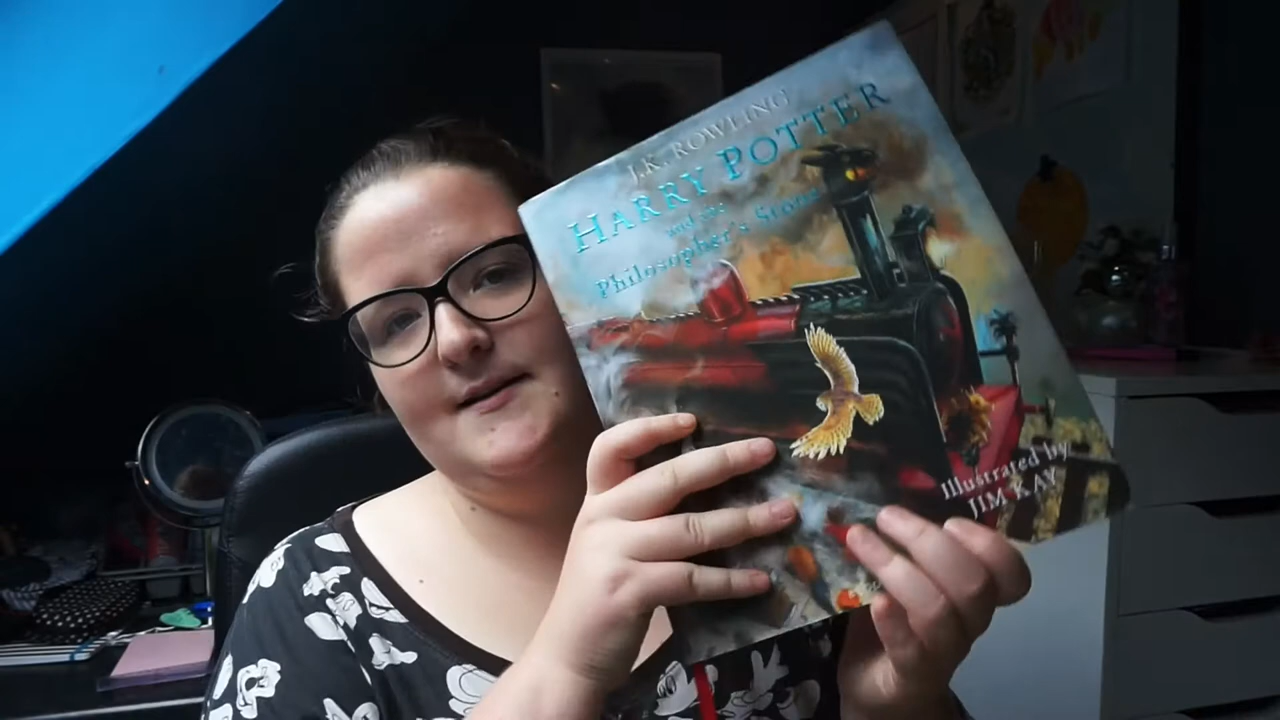 J.K. ROWLING
HARRY POTTER
and the
Philosopher's Stone
Illustrated by
JIM KAY